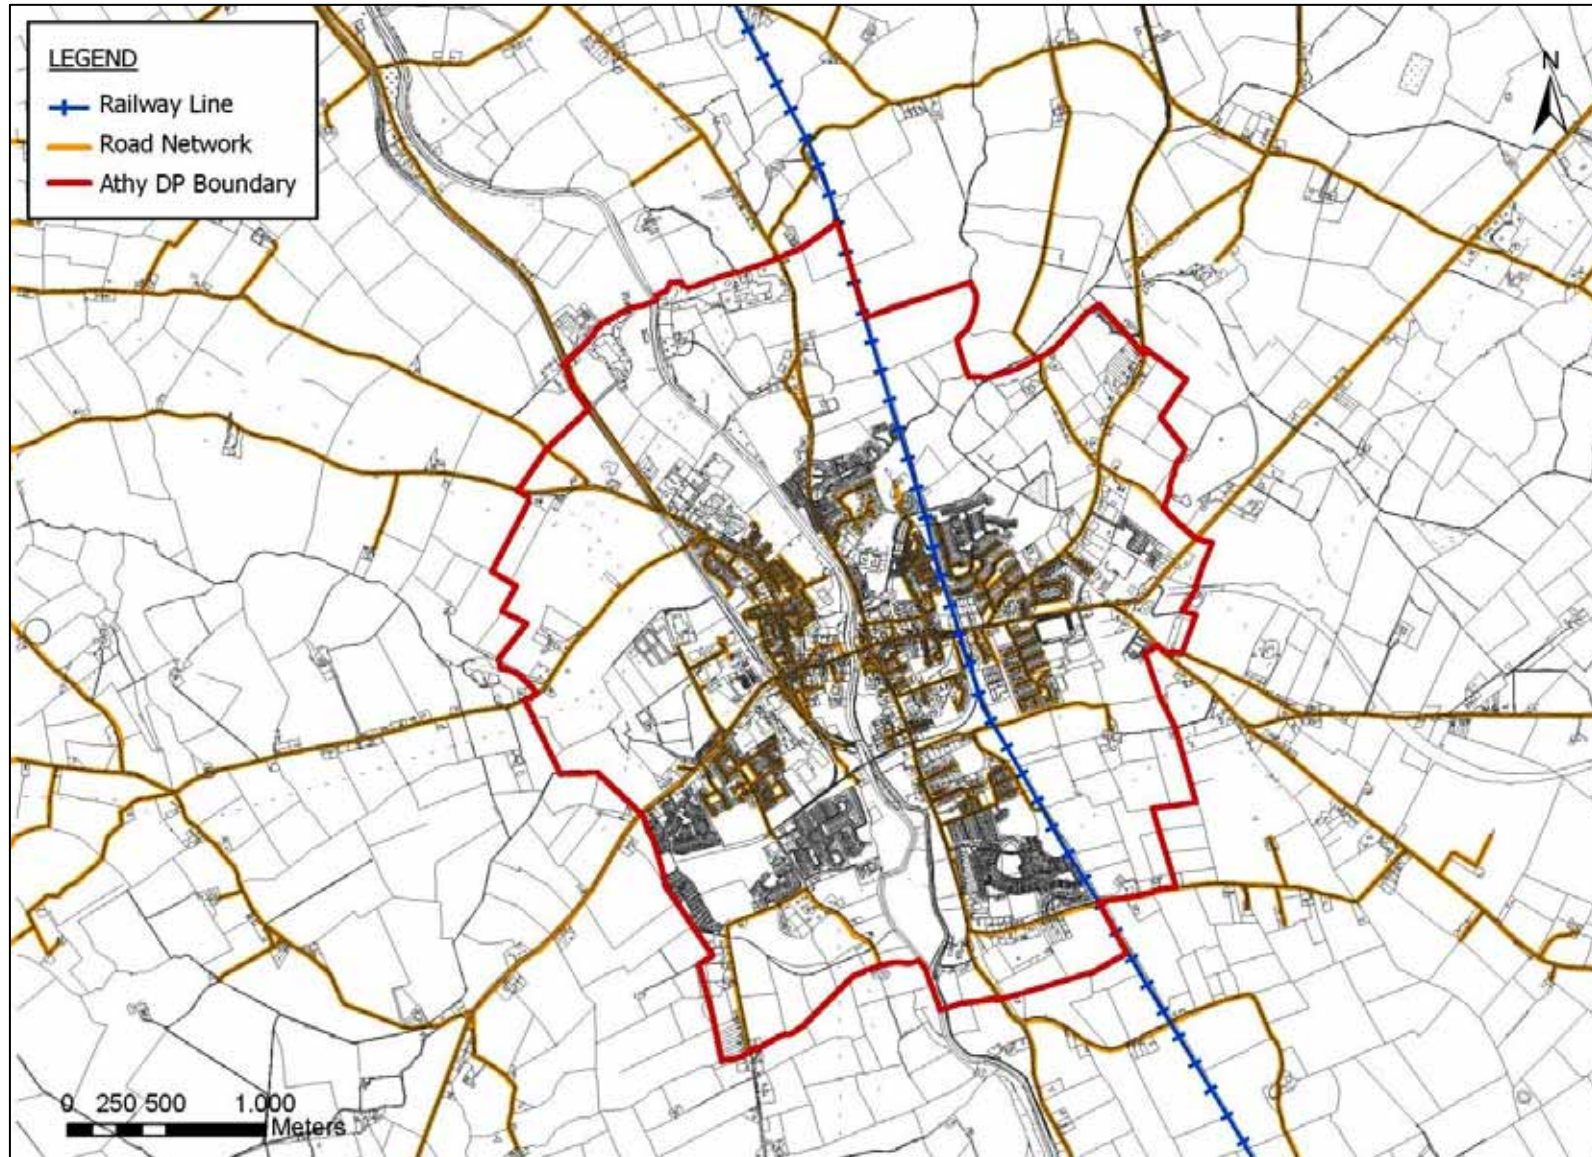 LEGEND
Railway Line
Road Network
Athy DP Boundary
N
0 250 500 1.000
Meters